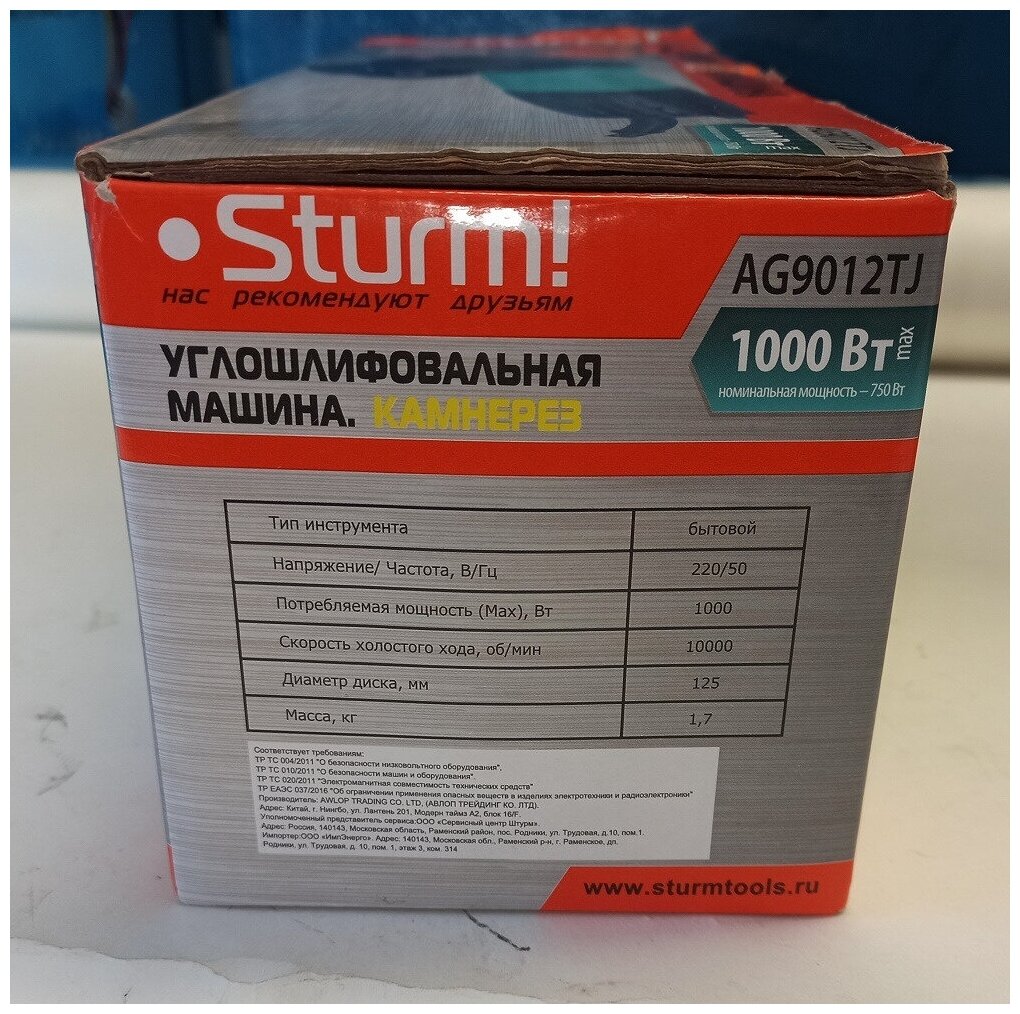 1000
max
Sturm!
нас рекомендуют друзьям
AG9012TJ
1000 Вт max
номинальная мощность – 750 Вт
УГЛОШЛИФОВАЛЬНАЯ
МАШИНА. КАМНЕРЕЗ
Тип инструмента бытовой
Напряжение/ Частота, В/Гц 220/50
Потребляемая мощность (Max), Вт 1000
Скорость холостого хода, об/мин 10000
Диаметр диска, мм 125
Масса, кг 1,7
Соответствует требованиям:
ТР ТС 004/2011 "О безопасности низковольтного оборудования",
ТР ТС 010/2011 "О безопасности машин и оборудования".
ТР ТС 020/2011 "Электромагнитная совместимость технических средств"
ТР ЕАЭС 037/2016 "Об ограничении применения опасных веществ в изделиях электротехники и радиоэлектроники"
Производитель: AWLOP TRADING CO. LTD. (АВЛОП ТРЕЙДИНГ КО. ЛТД).
Адрес: Китай, г. Нингбо, ул. Лантень 201, Модерн таймз А2, блок 16/F.
Уполномоченный представитель сервиса:ООО «Сервисный центр Штурм».
Адрес: Россия, 140143, Московская область, Раменский район, пос. Родники, ул. Трудовая, д.10, пом.1.
Импортер:ООО «ИмпЭнерго». Адрес: 140143, Московская обл., Раменский р-н, г. Раменское, дп.
Родники, ул. Трудовая, д. 10, пом. 1, этаж 3, ком. 314
www.sturmtools.ru